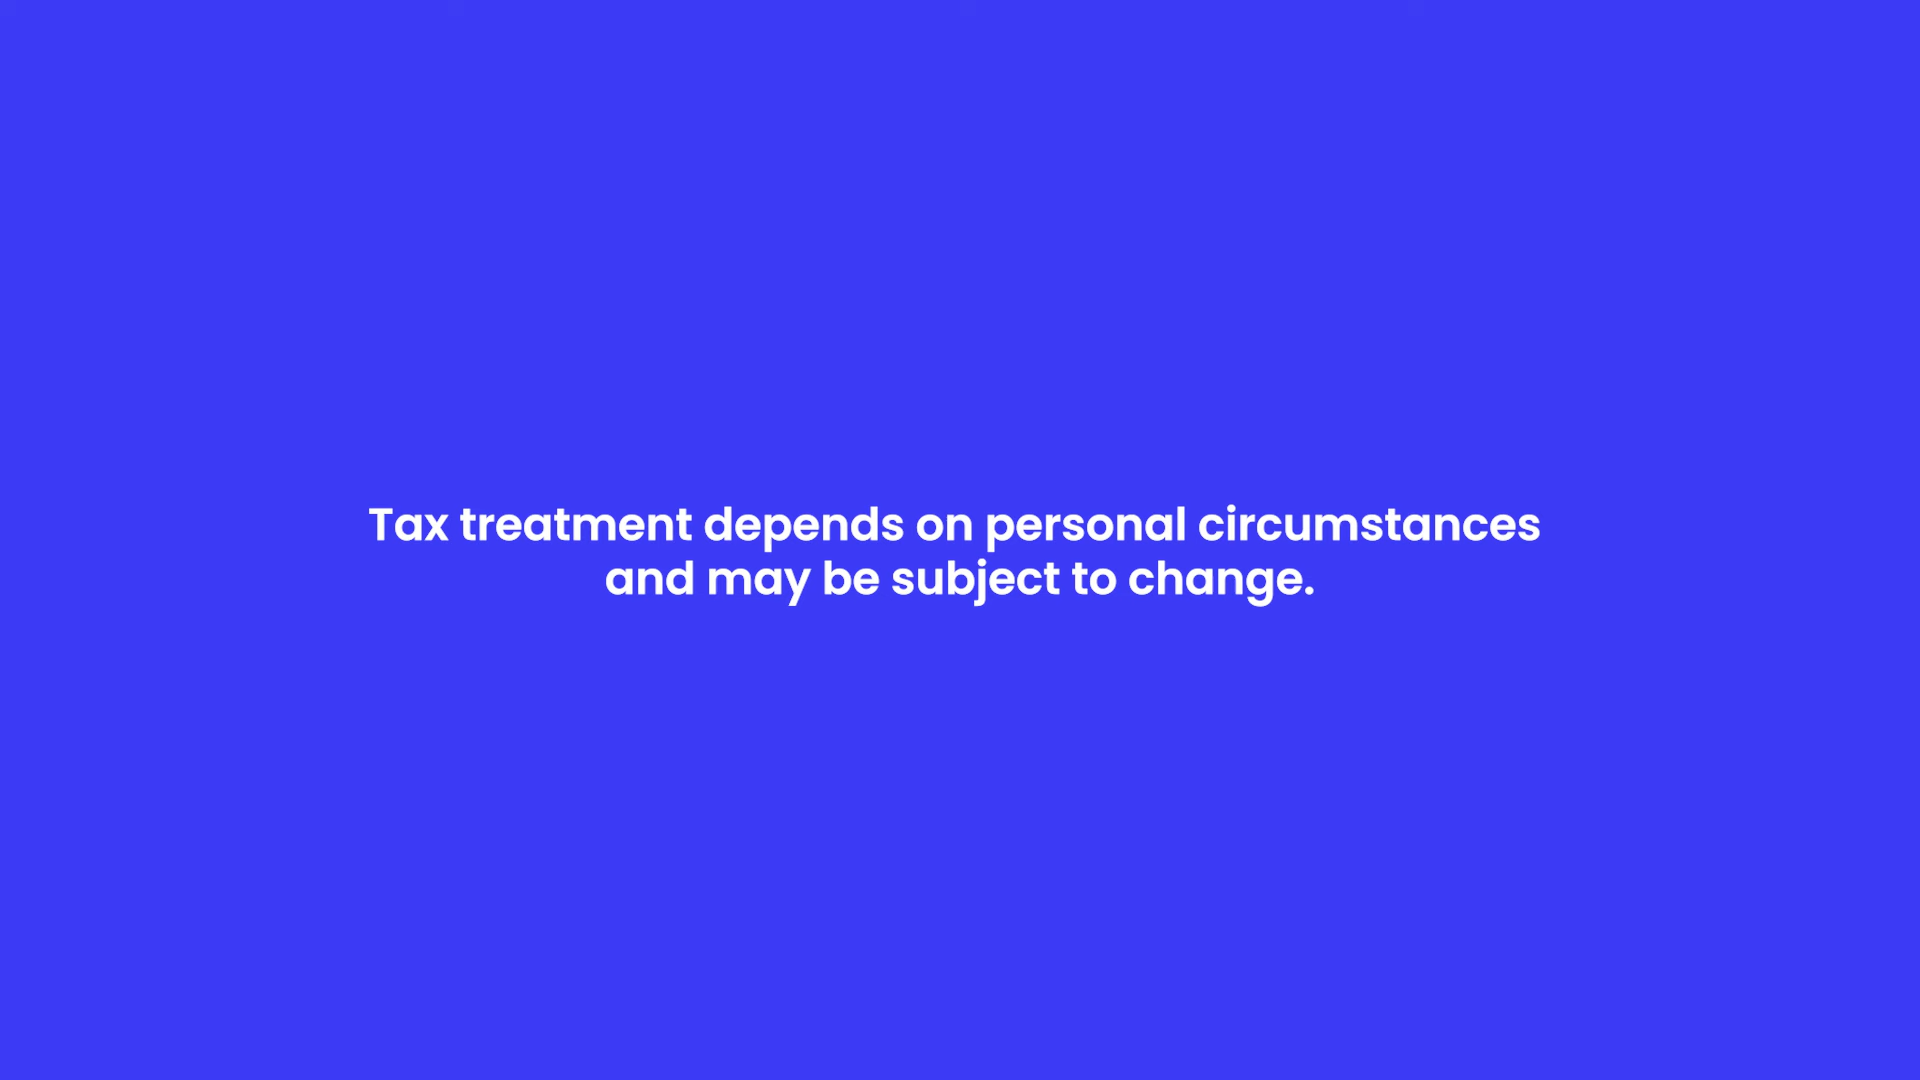 Tax treatment depends on personal circumstances
and may be subject to change.